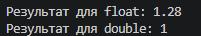 Результат для float: 1.28
Результат для double: 1